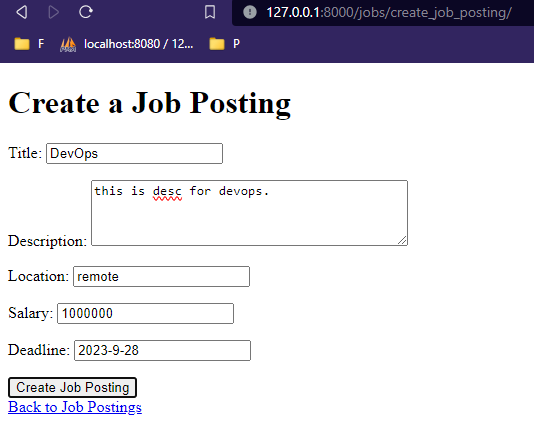 127.0.0.1:8000/jobs/create_job_posting/
F localhost:8080 / 12... P
Create a Job Posting
Title: DevOps
this is desc for devops.
Description:
Location: remote
Salary: 1000000
Deadline: 2023-9-28
Create Job Posting
Back to Job Postings